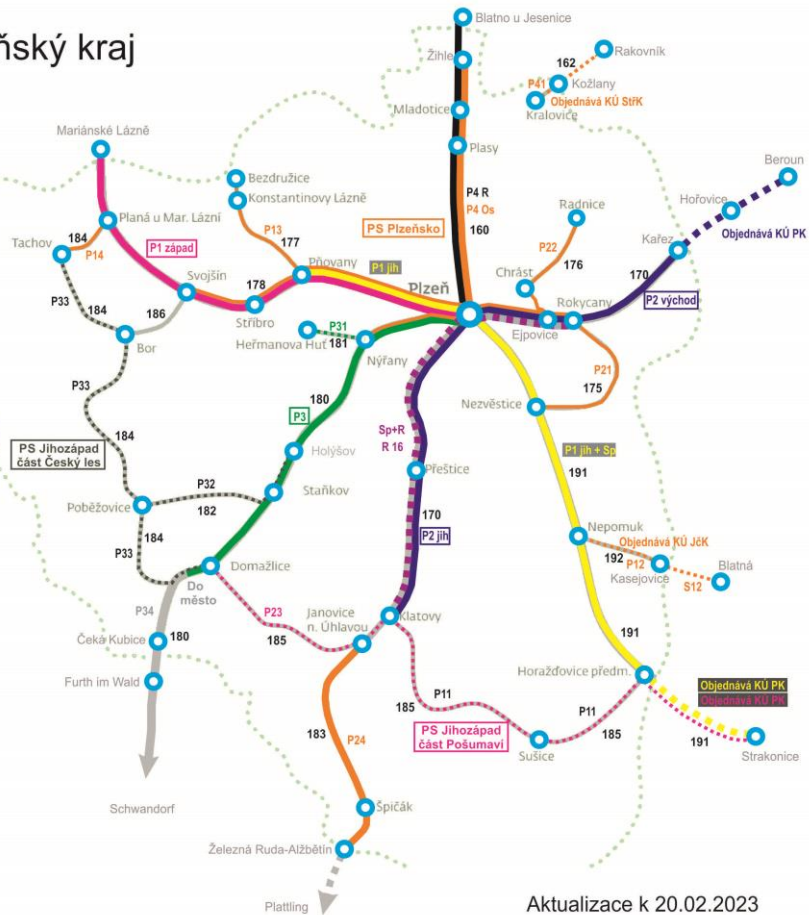 ňský kraj
Blatno u Jesenice
Žihle
Rakovník
162
P41
Kožlany
Objednává KÚ StřK
Kralovice
Mladotice
Mariánské Lázně
Plasy
Bezdružice
Beroun
Konstantinovy Lázně
P4 R
P4 Os
160
Radnice
Hořovice
Objednává KÚ PK
PS Plzeňsko
Planá u Mar. Lázní
184
P14
Tachov
P13
177
P22
176
Kařez
P1 západ
Pňovany
P1 jih
Plzeň
Chrást
170
Svojšín
178
P2 východ
P33
184
186
Stříbro
Rokycany
Ejpovice
Bor
P31
181
Heřmanova Huť
Nýřany
P21
175
P33
180
Nezvěstice
P3
Sp+R
R 16
184
PS Jihozápad
část Český les
Holýšov
P1 jih + Sp
191
P32
182
Staňkov
Přeštice
Poběžovice
170
184
P33
P2 jih
Nepomuk
Objednává KÚ JčK
192
P12
Kasejovice
Blatná
S12
Domažlice
Do
město
P34
180
P23
185
Janovice
n. Úhlavou
Klatovy
Čeká Kubice
191
Furth im Wald
Horažďovice předm.
Objednává KÚ PK
Objednává KÚ PK
P11
185
P11
185
183
P24
PS Jihozápad
část Pošumaví
Sušice
191
Strakonice
Schwandorf
Špičák
Železná Ruda-Alžbětín
Plattling
Aktualizace k 20.02.2023